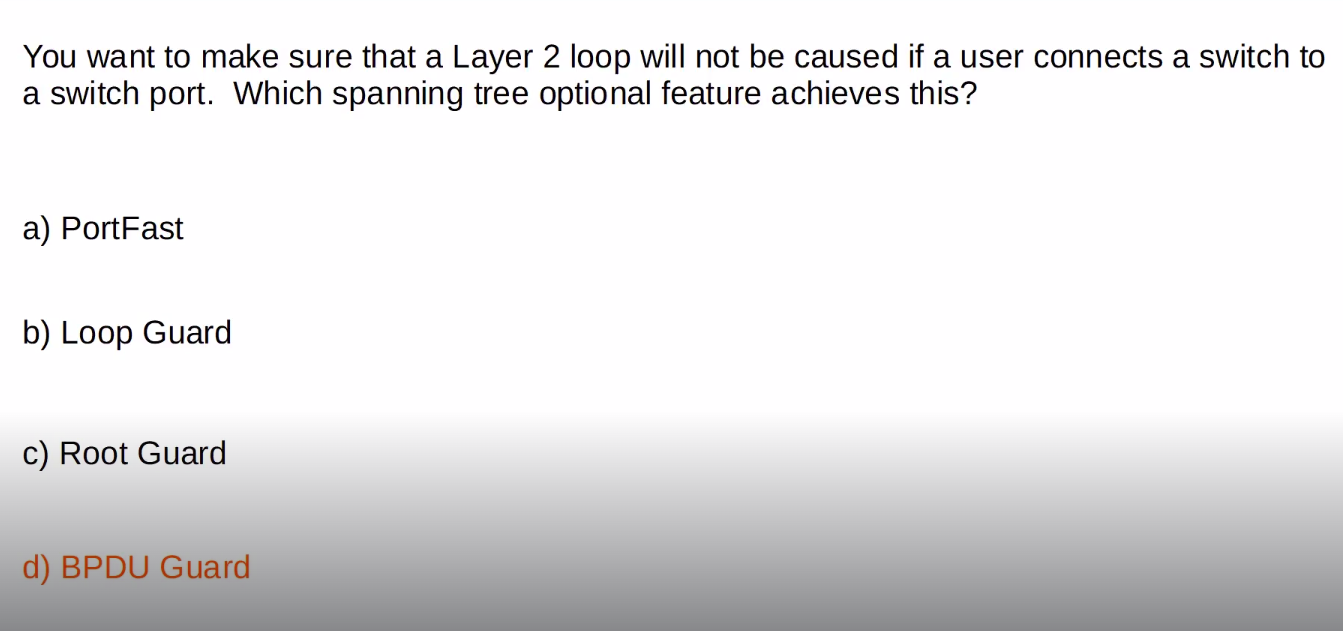 You want to make sure that a Layer 2 loop will not be caused if a user connects a switch to
a switch port.  Which spanning tree optional feature achieves this?
a) PortFast
b) Loop Guard
c) Root Guard
d) BPDU Guard